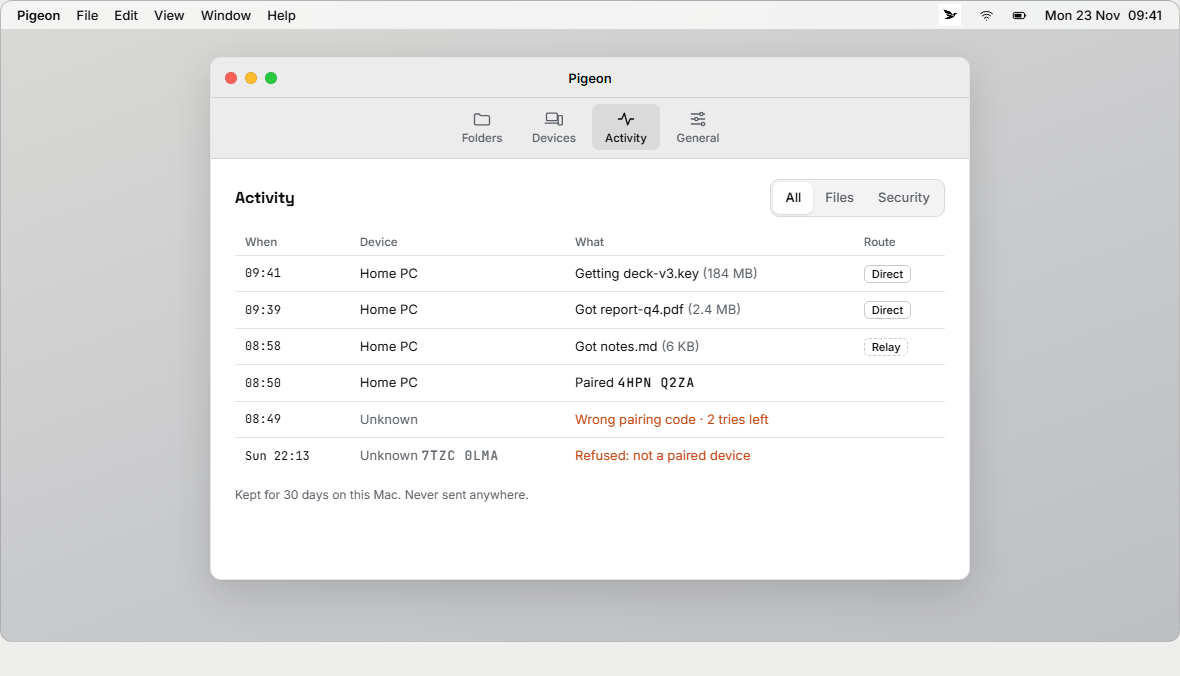 Pigeon File Edit View Window Help Mon 23 Nov 09:41
Pigeon
Folders Devices Activity General
Activity All Files Security
When Device What Route
09:41 Home PC Getting deck-v3.key (184 MB) Direct
09:39 Home PC Got report-q4.pdf (2.4 MB) Direct
08:58 Home PC Got notes.md (6 KB) Relay
08:50 Home PC Paired 4HPN Q2ZA
08:49 Unknown Wrong pairing code · 2 tries left
Sun 22:13 Unknown 7TZC 0LMA Refused: not a paired device
Kept for 30 days on this Mac. Never sent anywhere.